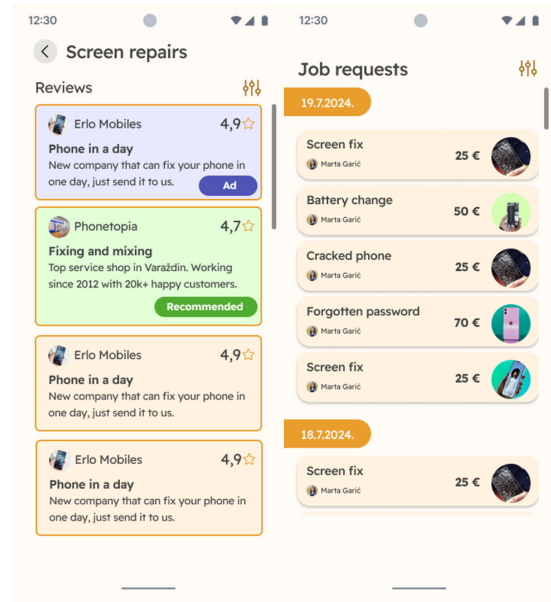 12:30
Screen repairs
Reviews
Erlo Mobiles 4,9
Phone in a day
New company that can fix your phone in
one day, just send it to us.
Ad
Phonetopia 4,7
Fixing and mixing
Top service shop in Varaždin. Working
since 2012 with 20k+ happy customers.
Recommended
Erlo Mobiles 4,9
Phone in a day
New company that can fix your phone in
one day, just send it to us.
Erlo Mobiles 4,9
Phone in a day
New company that can fix your phone in
one day, just send it to us.
12:30
Job requests
19.7.2024.
Screen fix
Marta Garić
25 €
Battery change
Marta Garić
50 €
Cracked phone
Marta Garić
25 €
Forgotten password
Marta Garić
70 €
Screen fix
Marta Garić
25 €
18.7.2024.
Screen fix
Marta Garić
25 €